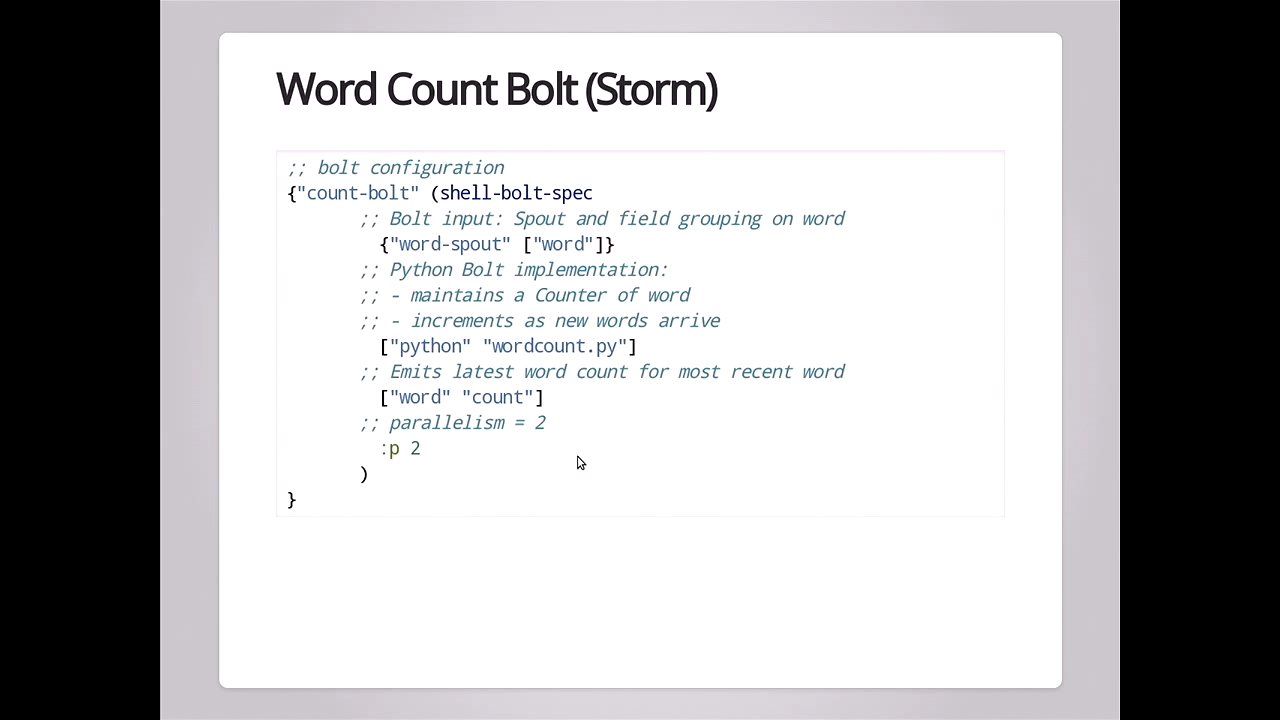 Word Count Bolt (Storm)
;; bolt configuration
{"count-bolt" (shell-bolt-spec
;; Bolt input: Spout and field grouping on word
{"word-spout" ["word"]}
;; Python Bolt implementation:
;; - maintains a Counter of word
;; - increments as new words arrive
["python" "wordcount.py"]
;; Emits latest word count for most recent word
["word" "count"]
;; parallelism = 2
:p 2
)
}